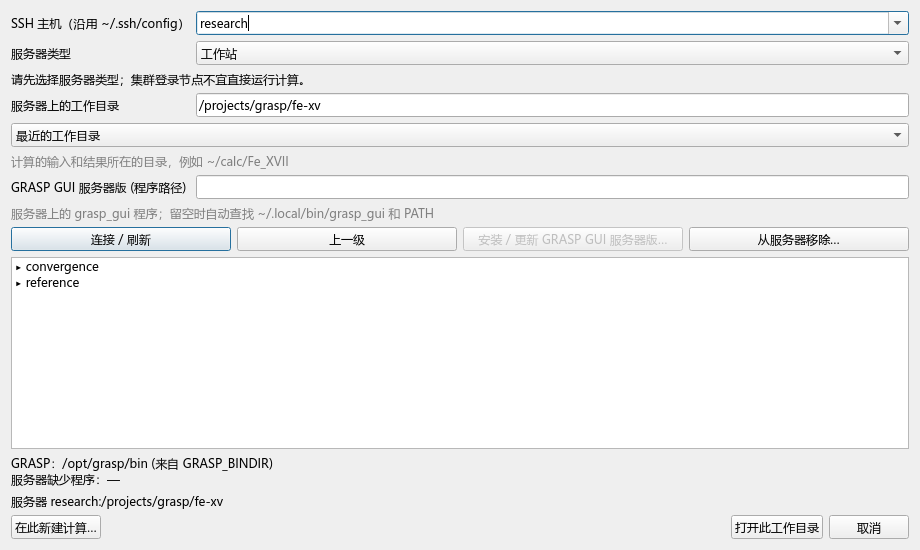 SSH 主机（沿用 ~/.ssh/config） research
服务器类型 工作站
请先选择服务器类型；集群登录节点不宜直接运行计算。
服务器上的工作目录 /projects/grasp/fe-xv
最近的工作目录
计算的输入和结果所在的目录，例如 ~/calc/Fe_XVII
GRASP GUI 服务器版 (程序路径)
服务器上的 grasp_gui 程序；留空时自动查找 ~/.local/bin/grasp_gui 和 PATH
连接 / 刷新 上一级 安装 / 更新 GRASP GUI 服务器版... 从服务器移除...
convergence
reference
GRASP：/opt/grasp/bin (来自 GRASP_BINDIR)
服务器缺少程序：—
服务器 research:/projects/grasp/fe-xv
在此新建计算... 打开此工作目录 取消